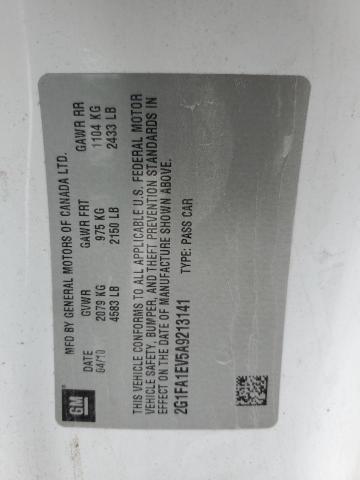 GM
MFD BY GENERAL MOTORS OF CANADA LTD.
DATE GVWR GAWR FRT GAWR RR
04/10 2079 KG 975 KG 1104 KG
4583 LB 2150 LB 2433 LB
THIS VEHICLE CONFORMS TO ALL APPLICABLE U.S. FEDERAL MOTOR
VEHICLE SAFETY, BUMPER, AND THEFT PREVENTION STANDARDS IN
EFFECT ON THE DATE OF MANUFACTURE SHOWN ABOVE.
2G1FA1EV5A9213141 TYPE: PASS CAR